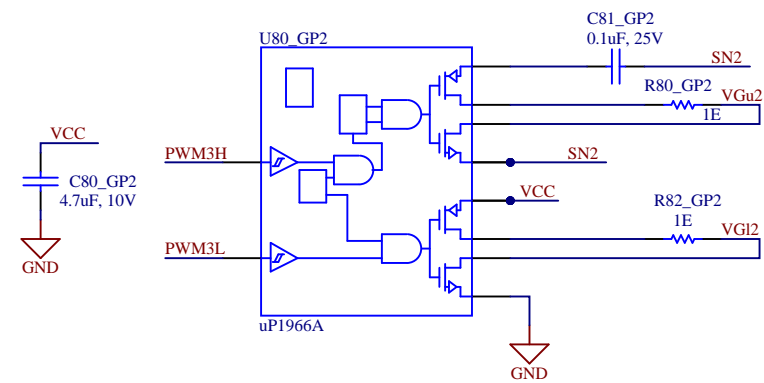 C81_GP2
U80_GP2
0.1uF, 25V
SN2
R80_GP2
VGu2
1E
VCC
PWM3H
SN2
C80_GP2
4.7uF, 10V
VCC
R82_GP2
1E
PWM3L
VGl2
GND
uP1966A
GND